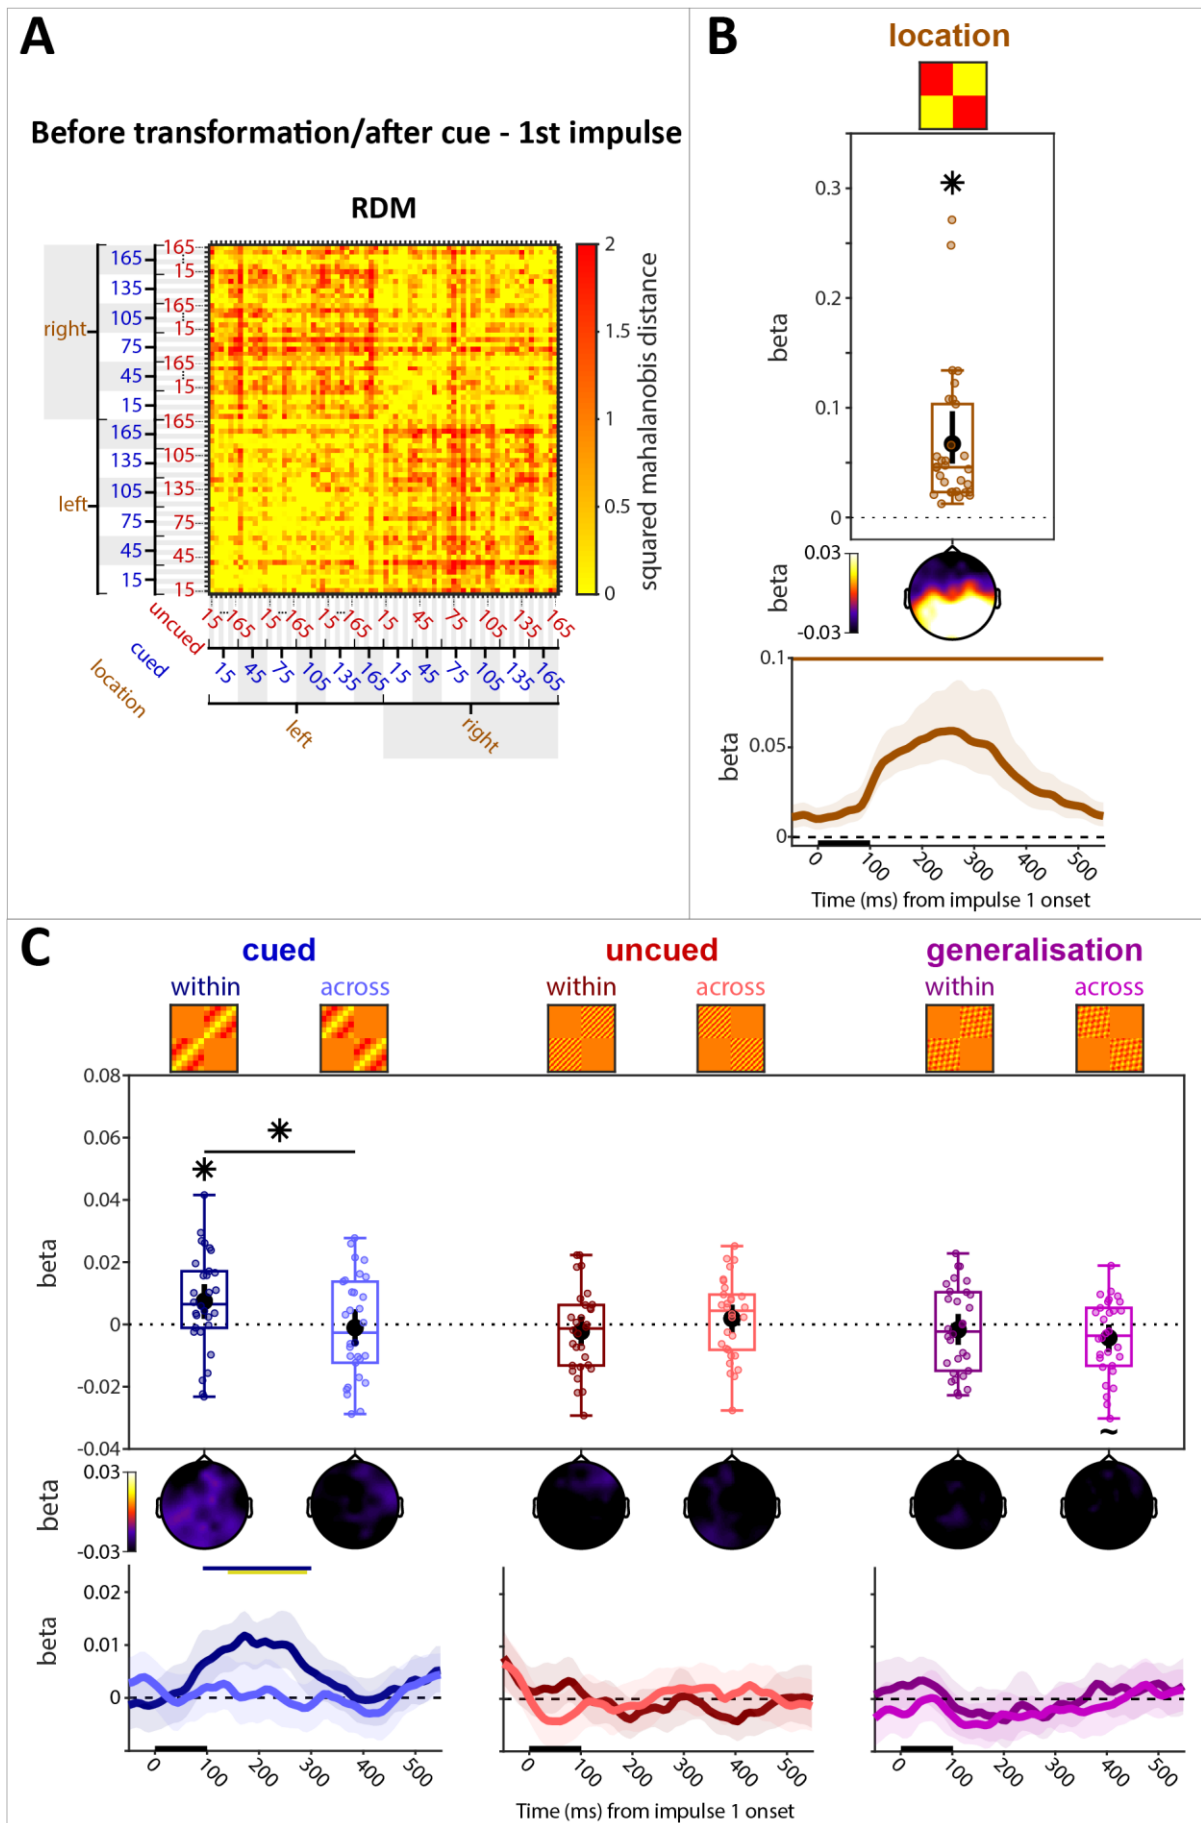 A
Before transformation/after cue - 1st impulse
RDM
right
left
165
135
105
75
45
15
165
135
105
75
45
15
165
15
165
15
165
15
165
105
135
75
45
15
2
1.5
1
0.5
0
squared mahalanobis distance
uncued
15 165 15 165 15 165 15 45 75 105 135 165
cued
15 45 75 105 135 165 15 45 75 105 135 165
location
left
right
B
location
*
beta
0.3
0.2
0.1
0
beta
0.03
-0.03
beta
0.1
0.05
0
0 100 200 300 400 500
Time (ms) from impulse 1 onset
C
cued
uncued
generalisation
within across within across within across
beta
0.08
0.06
0.04
0.02
0
-0.02
-0.04
*
*
~
beta
0.03
-0.03
beta
0.02
0.01
0
0 100 200 300 400 500
0 100 200 300 400 500
0 100 200 300 400 500
Time (ms) from impulse 1 onset